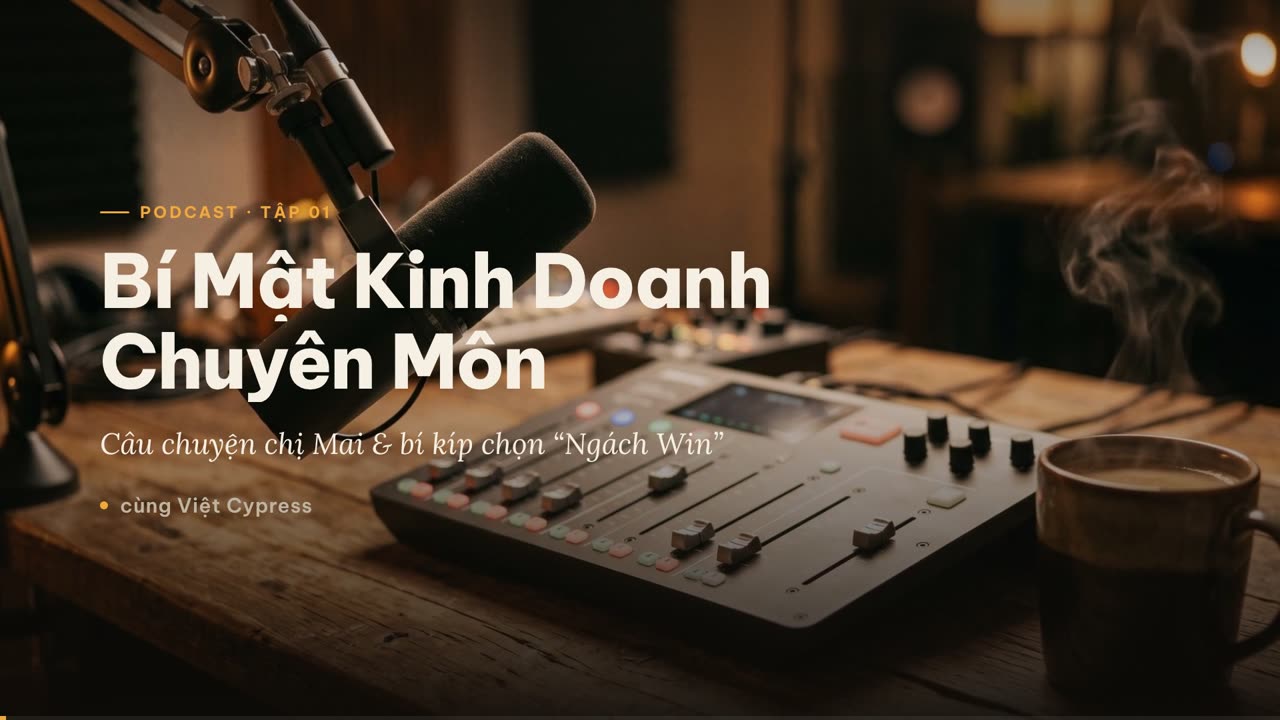 PODCAST · TẬP 01
Bí Mật Kinh Doanh
Chuyên Môn
Câu chuyện chị Mai & bí kíp chọn “Ngách Win”
cùng Việt Cypress